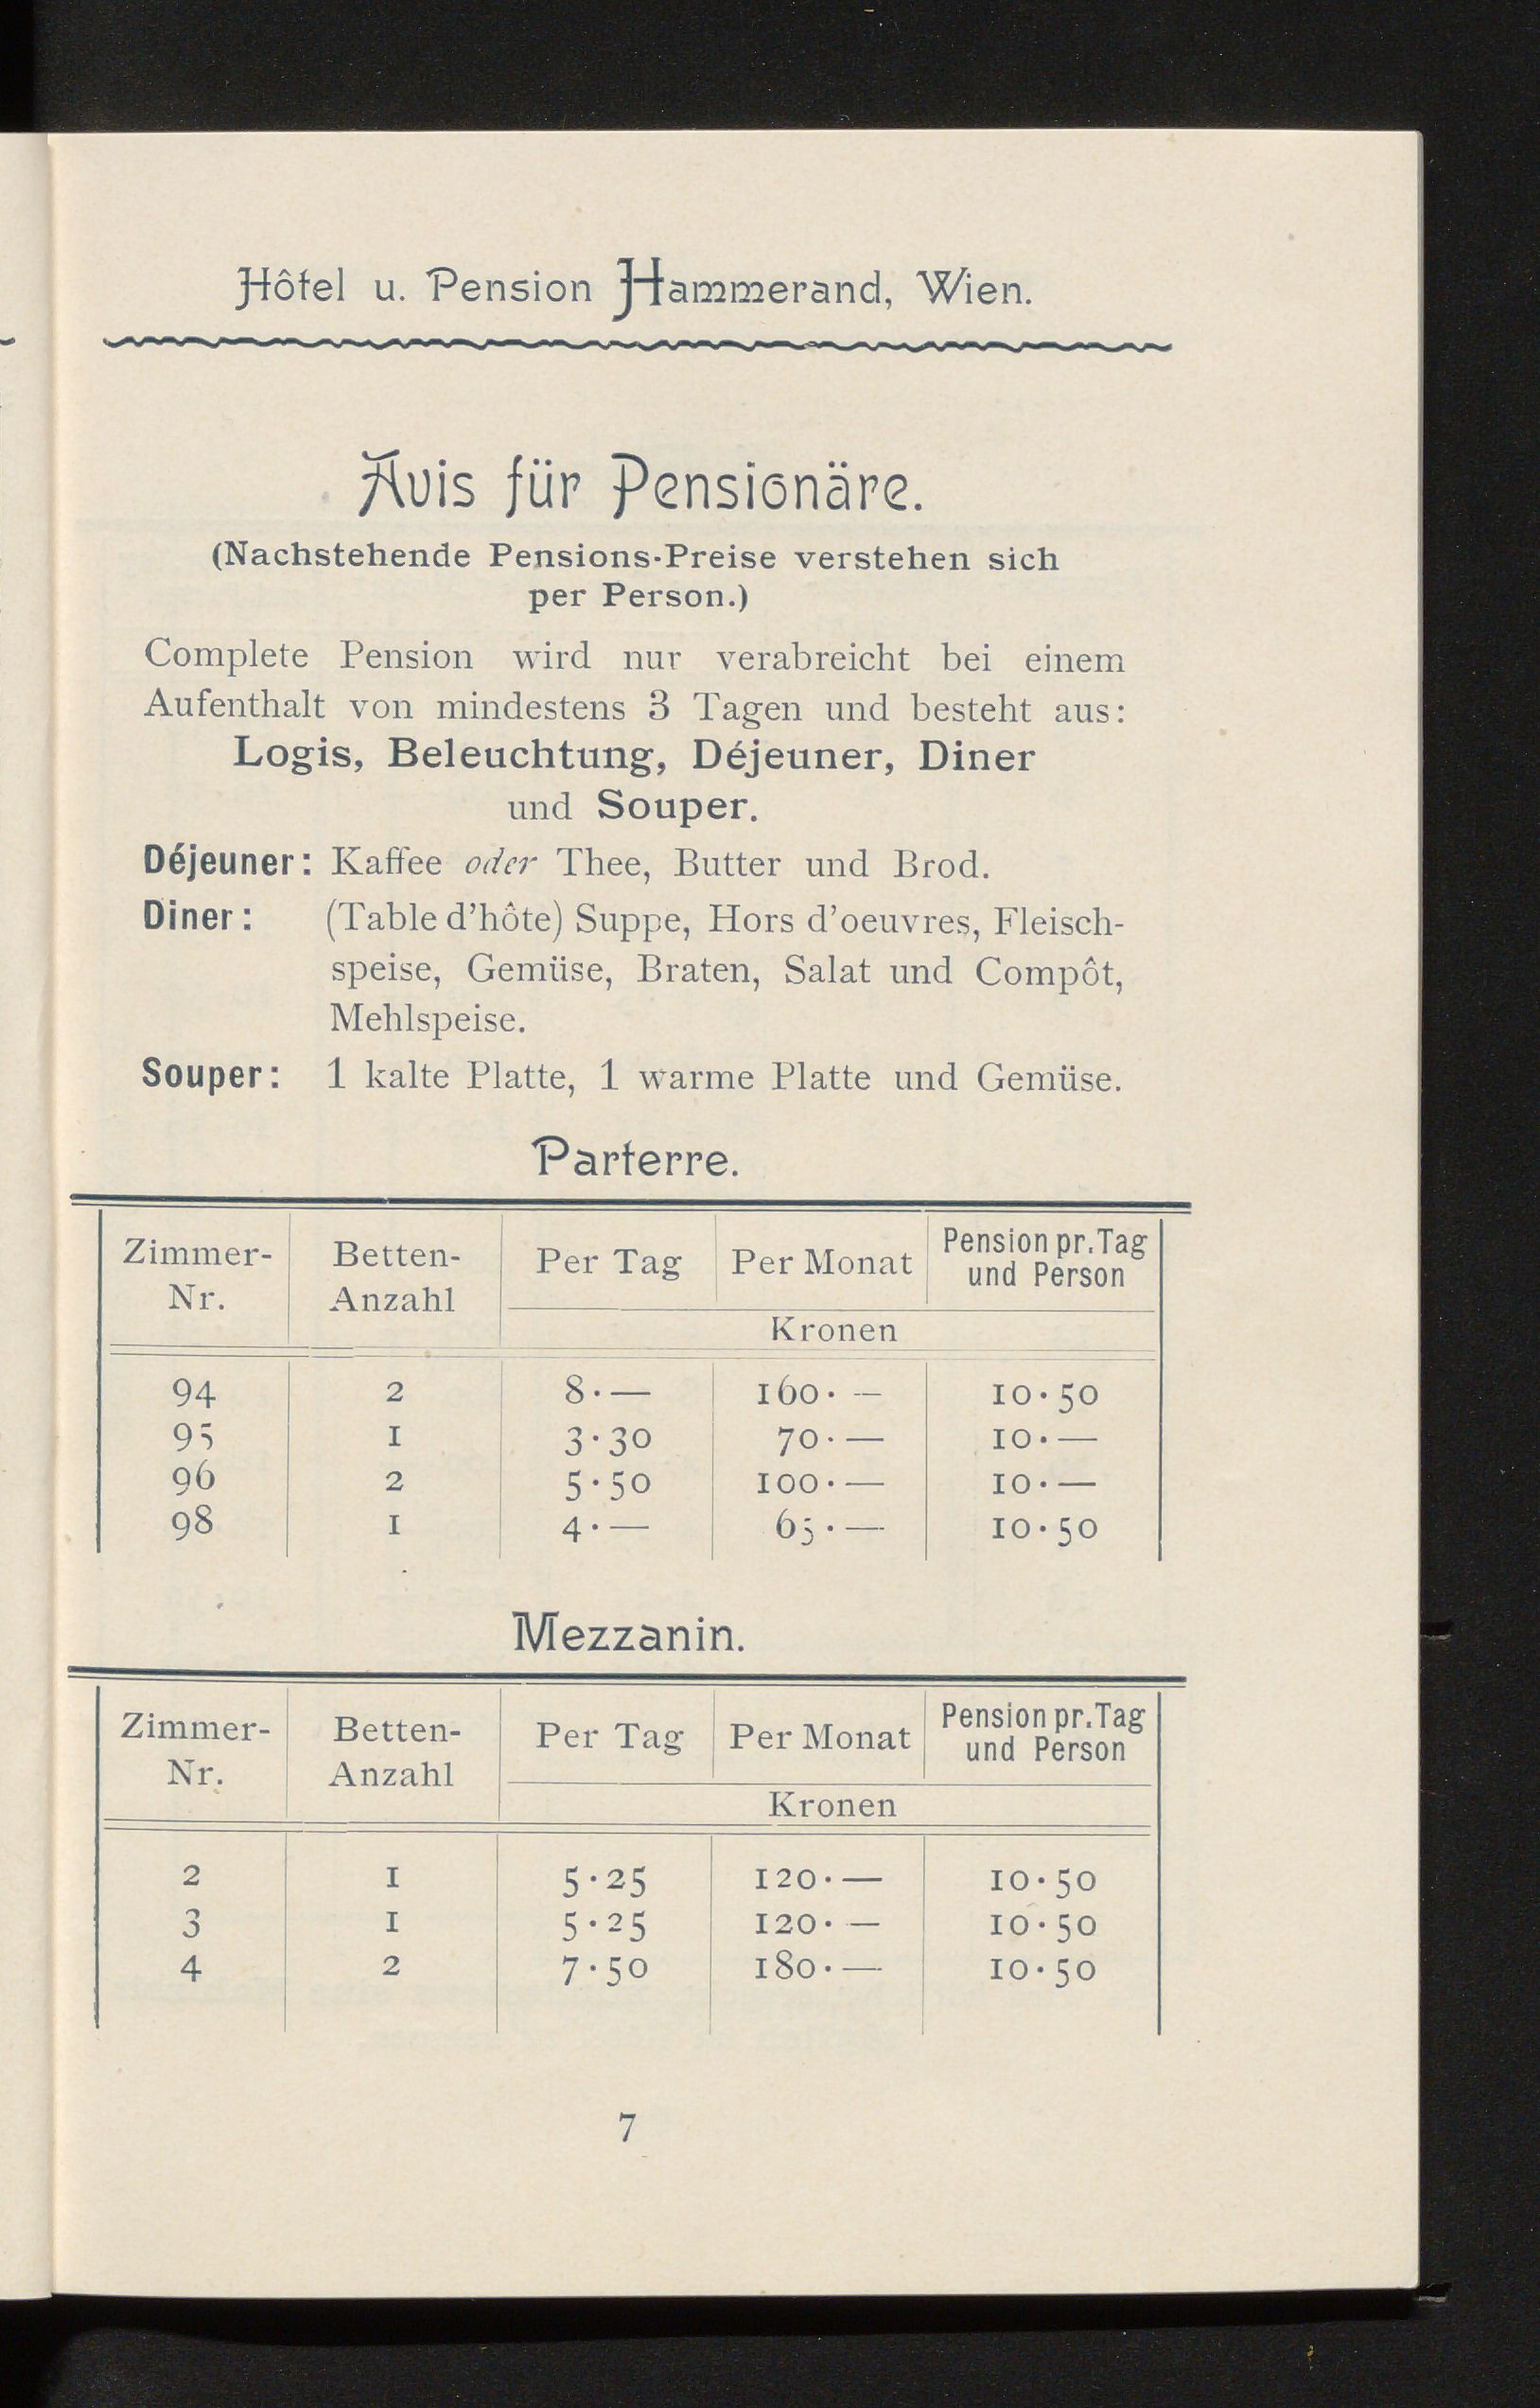 Hôtel u. Pension Hammerand, Wien.
Avis für Pensionäre.
(Nachstehende Pensions-Preise verstehen sich
per Person.)
Complete Pension wird nur verabreicht bei einem
Aufenthalt von mindestens 3 Tagen und besteht aus:
Logis, Beleuchtung, Déjeuner, Diner
und Souper.
Déjeuner: Kaffee oder Thee, Butter und Brod.
Diner: (Table d'hôte) Suppe, Hors d'oeuvres, Fleisch-
speise, Gemüse, Braten, Salat und Compôt,
Mehlspeise.
Souper: 1 kalte Platte, 1 warme Platte und Gemüse.
Parterre.
Zimmer-Nr. Betten-Anzahl Per Tag Per Monat Pension pr. Tag und Person
Kronen
94 2 8·— 160·— 10·50
95 1 3·30 70·— 10·—
96 2 5·50 100·— 10·—
98 1 4·— 65·— 10·50
Mezzanin.
Zimmer-Nr. Betten-Anzahl Per Tag Per Monat Pension pr. Tag und Person
Kronen
2 1 5·25 120·— 10·50
3 1 5·25 120·— 10·50
4 2 7·50 180·— 10·50
7